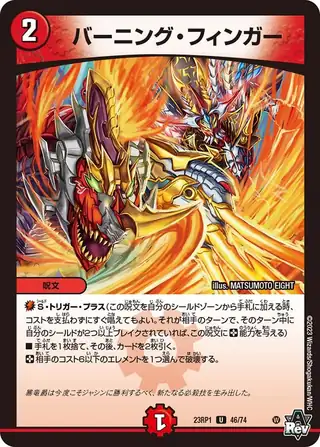 2
バーニング・フィンガー
illus. MATSUMOTO EIGHT
呪文
S・トリガー・プラス(この呪文を自分のシールドゾーンから手札に加える時、
コストを支払わずにすぐ唱えてもよい。それが相手のターンで、そのターン中に
自分のシールドが2つ以上ブレイクされていれば、この呪文に➕能力を与える)
■手札を1枚捨て、その後、カードを2枚引く。
➕相手のコスト6以下のエレメントを1つ選んで破壊する。
勝竜爺は今度こそジャシンに勝利するべく、新たなる必殺技を生み出した。
1
23RP1 U 46/74
W
Rev
©2023 Wizards/Shogakukan/WHC